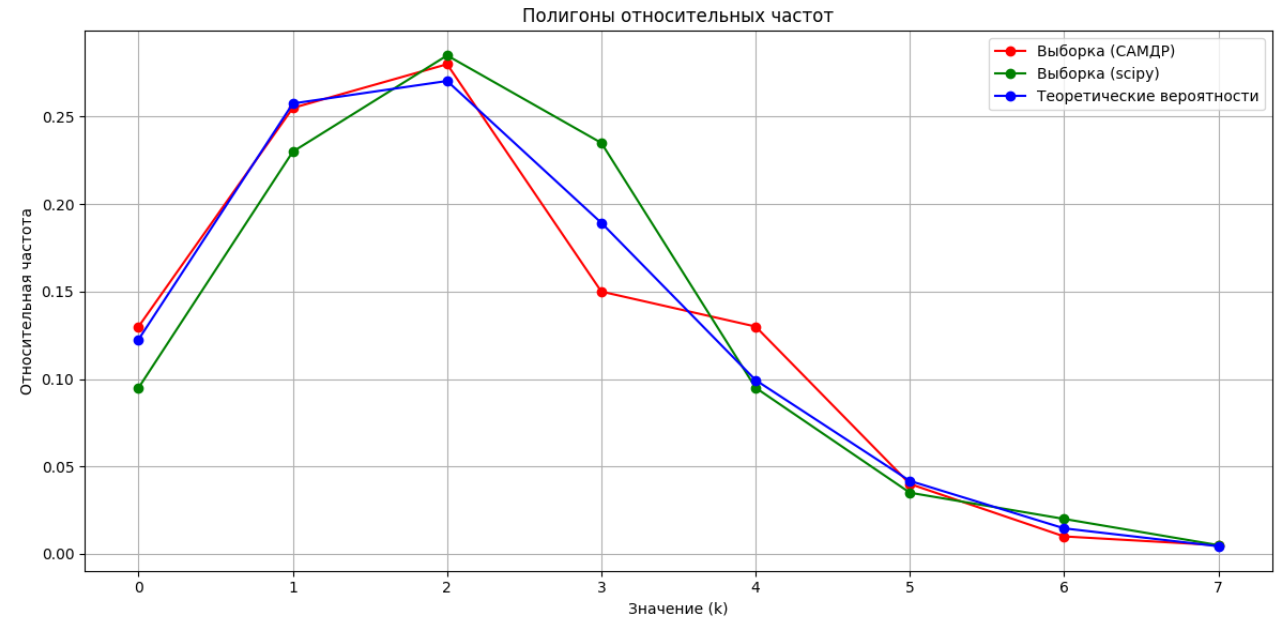 Полигоны относительных частот
Выборка (САМДР)
Выборка (scipy)
Теоретические вероятности
Относительная частота
0.25
0.20
0.15
0.10
0.05
0.00
0 1 2 3 4 5 6 7
Значение (k)